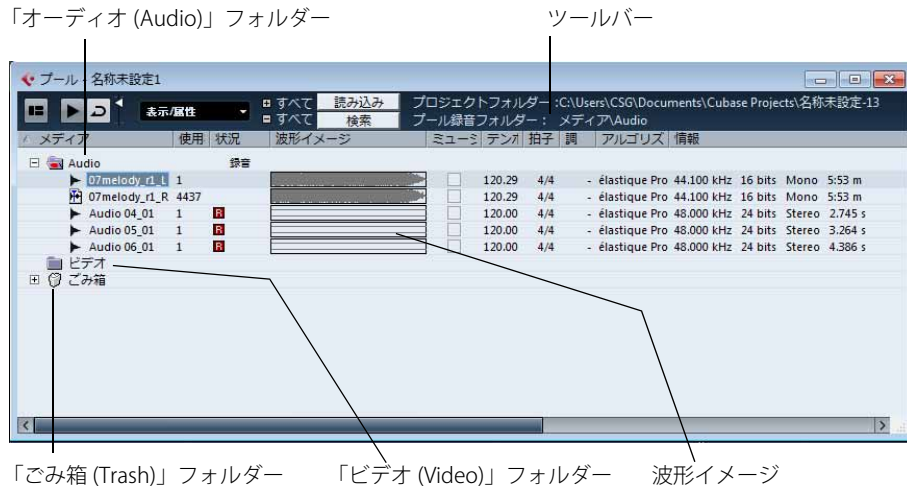 「オーディオ (Audio)」フォルダー
ツールバー
プール - 名称未設定1
表示/属性
すべて 読み込み
すべて 検索
プロジェクトフォルダー :C:\Users\CSG\Documents\Cubase Projects\名称未設定-13
プール録音フォルダー : メディア\Audio
メディア 使用 状況 波形イメージ ミュージ テンポ 拍子 調 アルゴリズ 情報
Audio 録音
07melody_r1_L 1 120.29 4/4 - élastique Pro 44.100 kHz 16 bits Mono 5:53 m
07melody_r1_R 4437 120.29 4/4 - élastique Pro 44.100 kHz 16 bits Mono 5:53 m
Audio 04_01 1 R 120.00 4/4 - élastique Pro 48.000 kHz 24 bits Stereo 2.745 s
Audio 05_01 1 R 120.00 4/4 - élastique Pro 48.000 kHz 24 bits Stereo 3.264 s
Audio 06_01 1 R 120.00 4/4 - élastique Pro 48.000 kHz 24 bits Stereo 4.386 s
ビデオ
ごみ箱
「ごみ箱 (Trash)」フォルダー
「ビデオ (Video)」フォルダー
波形イメージ